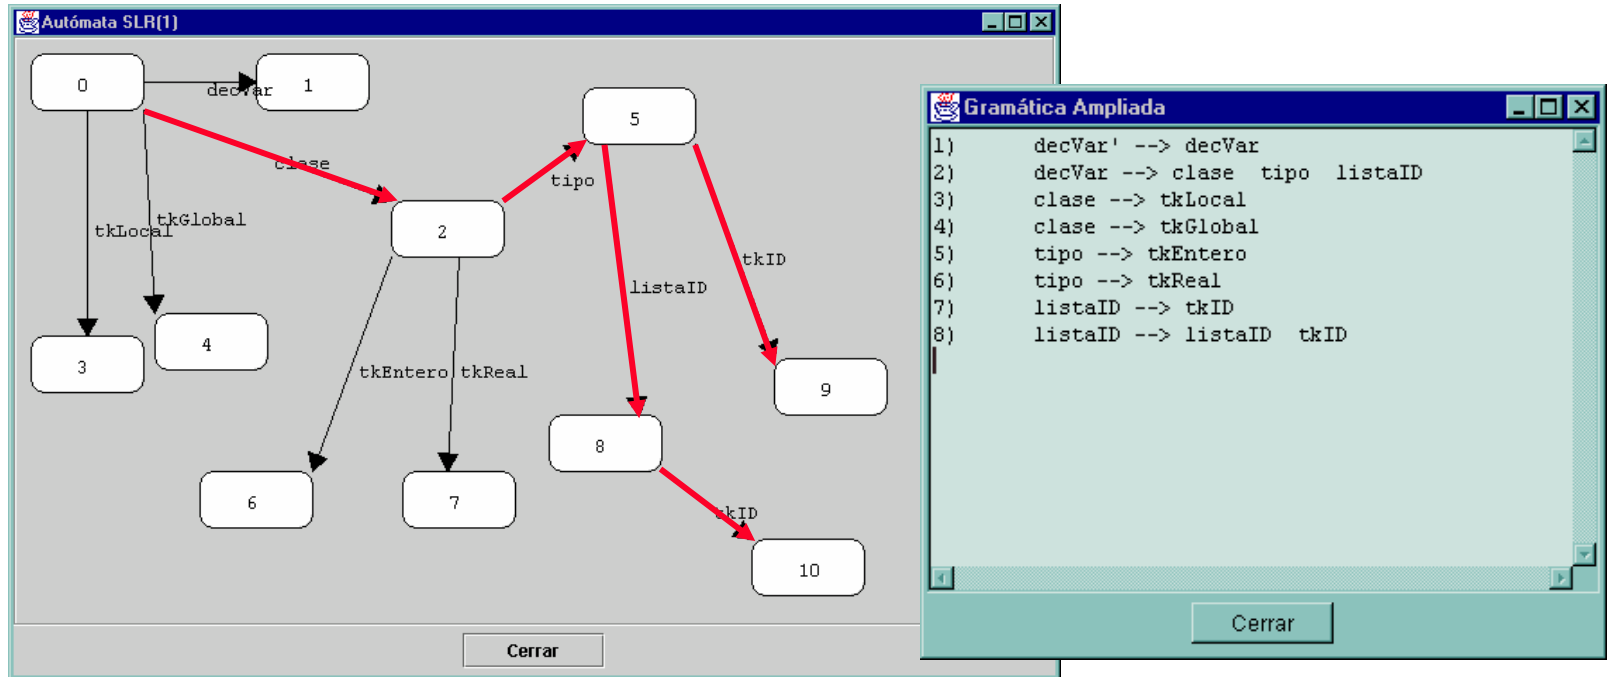 Autómata SLR(1)
0
decVar
1
5
clase
tipo
tkGlobal
tkLocal
2
tkID
listaID
4
3
tkEntero
tkReal
9
8
6
7
tkID
10
Cerrar
Gramática Ampliada
1) decVar' --> decVar
2) decVar --> clase tipo listaID
3) clase --> tkLocal
4) clase --> tkGlobal
5) tipo --> tkEntero
6) tipo --> tkReal
7) listaID --> tkID
8) listaID --> listaID tkID
Cerrar